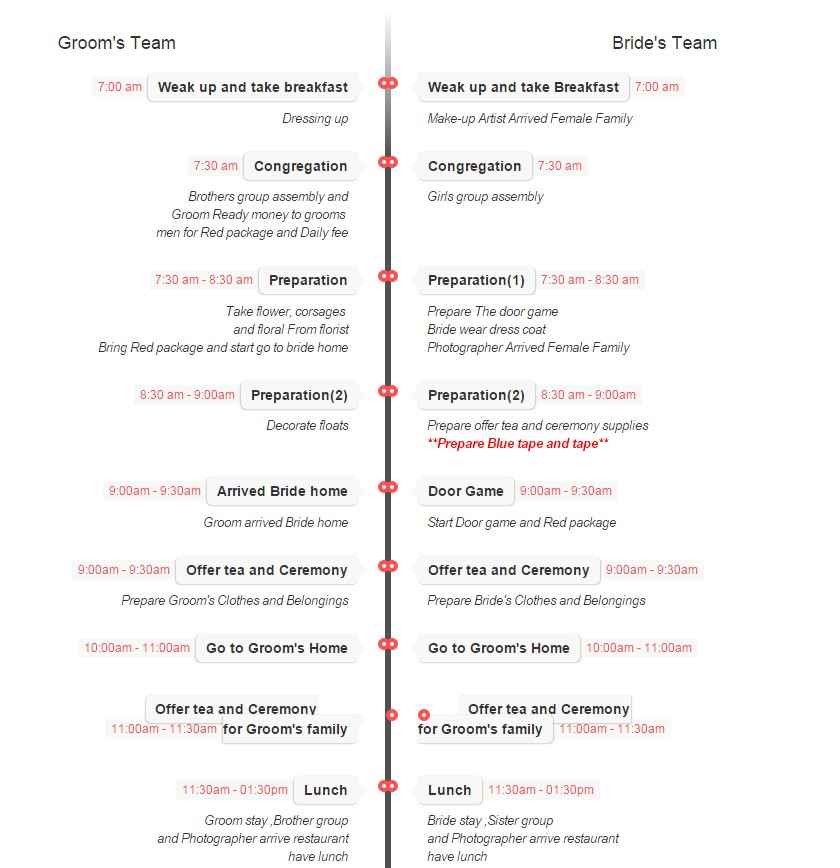 Groom's Team
Bride's Team
7:00 am Weak up and take breakfast
Weak up and take Breakfast 7:00 am
Dressing up
Make-up Artist Arrived Female Family
7:30 am Congregation
Congregation 7:30 am
Brothers group assembly and
Groom Ready money to grooms
men for Red package and Daily fee
Girls group assembly
7:30 am - 8:30 am Preparation
Preparation(1) 7:30 am - 8:30 am
Take flower, corsages
and floral From florist
Bring Red package and start go to bride home
Prepare The door game
Bride wear dress coat
Photographer Arrived Female Family
8:30 am - 9:00am Preparation(2)
Preparation(2) 8:30 am - 9:00am
Decorate floats
Prepare offer tea and ceremony supplies
**Prepare Blue tape and tape**
9:00am - 9:30am Arrived Bride home
Door Game 9:00am - 9:30am
Groom arrived Bride home
Start Door game and Red package
9:00am - 9:30am Offer tea and Ceremony
Offer tea and Ceremony 9:00am - 9:30am
Prepare Groom's Clothes and Belongings
Prepare Bride's Clothes and Belongings
10:00am - 11:00am Go to Groom's Home
Go to Groom's Home 10:00am - 11:00am
Offer tea and Ceremony
11:00am - 11:30am for Groom's family
Offer tea and Ceremony
for Groom's family 11:00am - 11:30am
11:30am - 01:30pm Lunch
Lunch 11:30am - 01:30pm
Groom stay ,Brother group
and Photographer arrive restaurant
have lunch
Bride stay ,Sister group
and Photographer arrive restaurant
have lunch